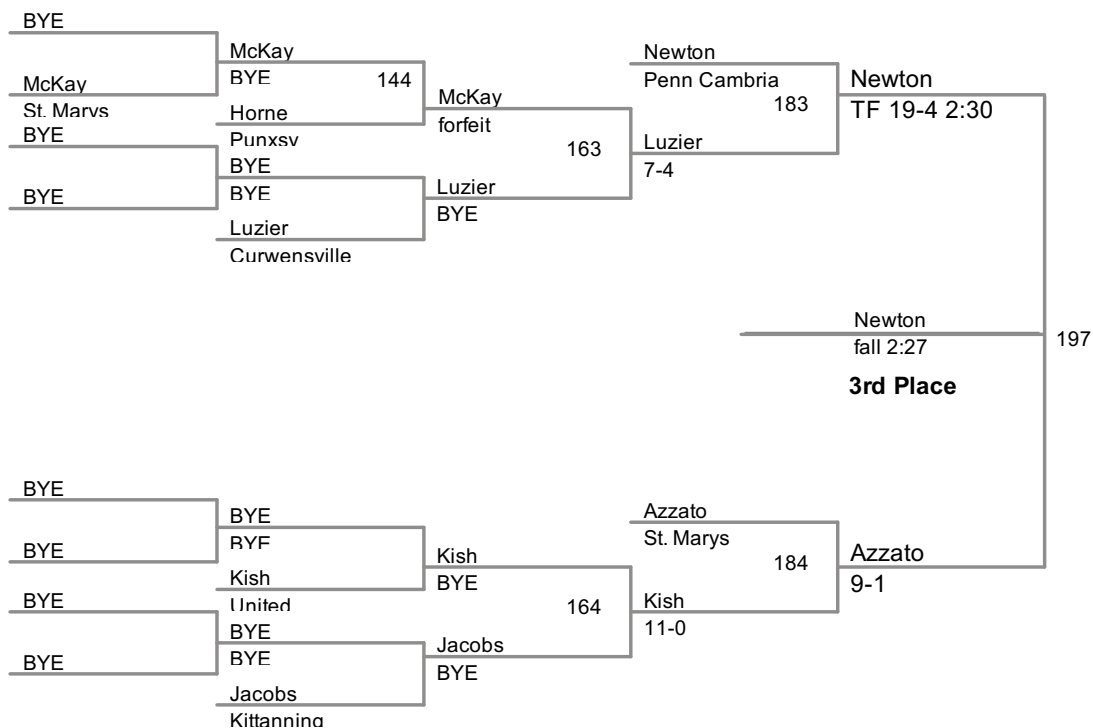 BYE
McKay
St. Marys
BYE
BYE
McKay
BYE
144
Horne
Punxsy
BYE
BYE
Luzier
Curwensville
McKay
forfeit
163
Luzier
BYE
Newton
Penn Cambria
183
Luzier
7-4
Newton
TF 19-4 2:30
Newton
fall 2:27
197
3rd Place
BYE
BYE
BYE
BYE
BYE
BYE
Kish
United
BYE
BYE
Jacobs
Kittanning
Kish
BYE
164
Jacobs
BYE
Azzato
St. Marys
184
Kish
11-0
Azzato
9-1